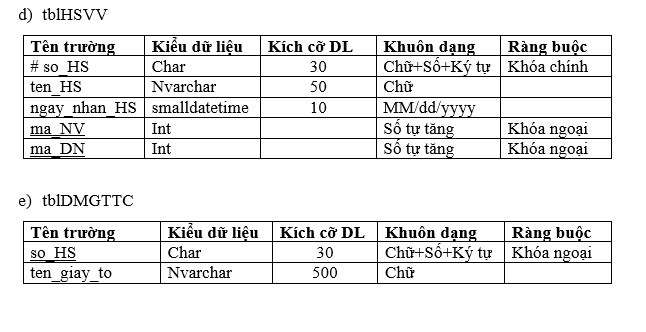 d) tblHSVV
Tên trường Kiểu dữ liệu Kích cỡ DL Khuôn dạng Ràng buộc
# so_HS Char 30 Chữ+Số+Ký tự Khóa chính
ten_HS Nvarchar 50 Chữ
ngay_nhan_HS smalldatetime 10 MM/dd/yyyy
ma_NV Int Số tự tăng Khóa ngoại
ma_DN Int Số tự tăng Khóa ngoại
e) tblDMGTTC
Tên trường Kiểu dữ liệu Kích cỡ DL Khuôn dạng Ràng buộc
so_HS Char 30 Chữ+Số+Ký tự Khóa ngoại
ten_giay_to Nvarchar 500 Chữ